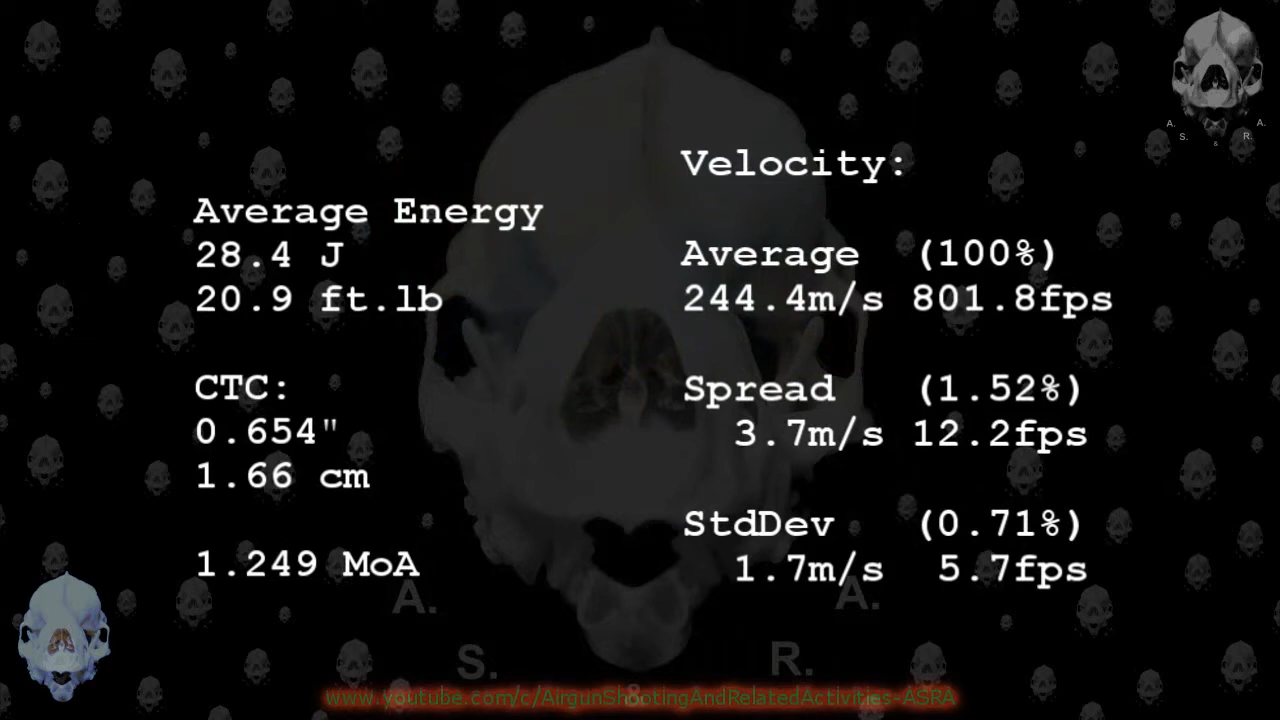 Average Energy
28.4 J
20.9 ft.lb
CTC:
0.654"
1.66 cm
1.249 MoA
Velocity:
Average (100%)
244.4m/s 801.8fps
Spread (1.52%)
3.7m/s 12.2fps
StdDev (0.71%)
1.7m/s 5.7fps
A. A.
S. R.
&
A. A.
S. R.
&
www.youtube.com/c/AirgunShootingAndRelatedActivities-ASRA